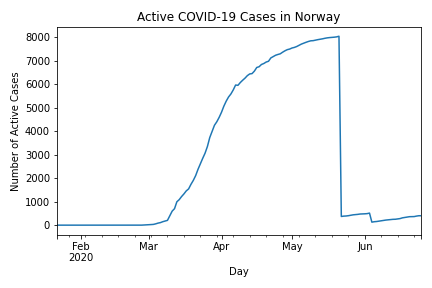 Active COVID-19 Cases in Norway
Number of Active Cases
8000
7000
6000
5000
4000
3000
2000
1000
0
Feb Mar Apr May Jun
2020
Day